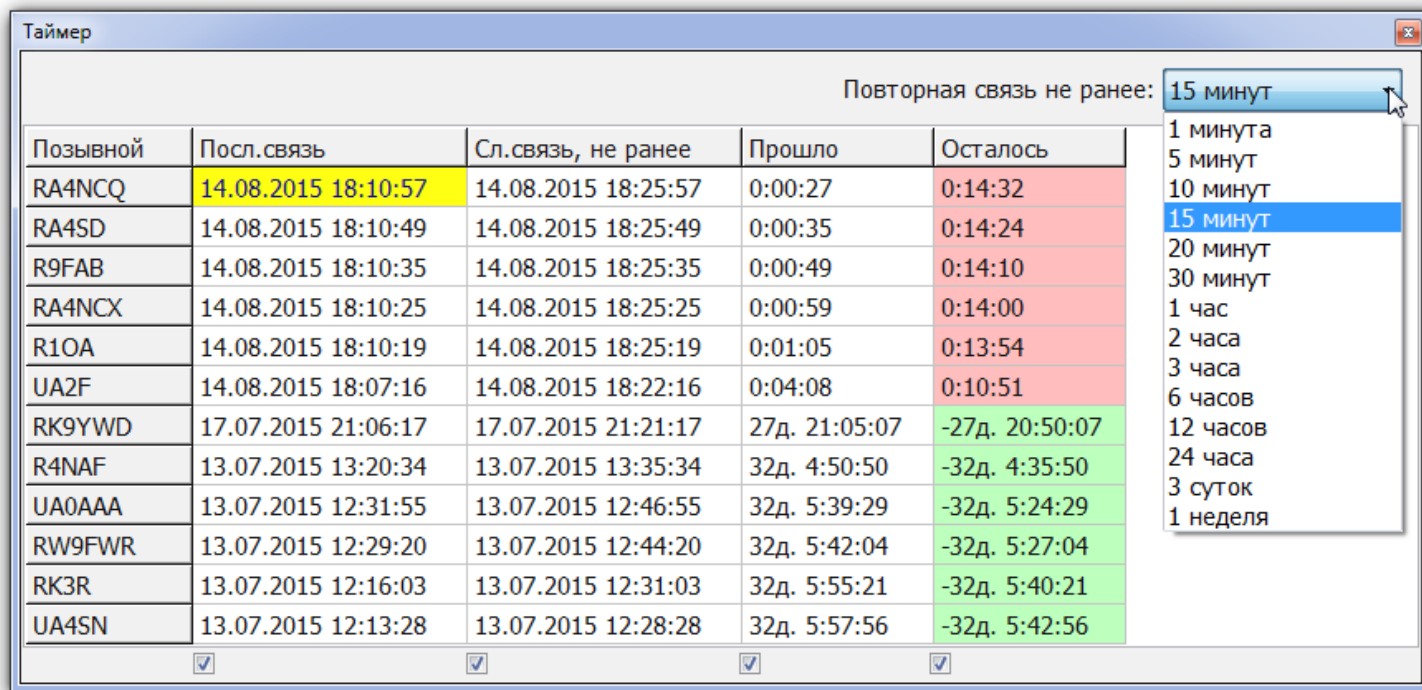 Таймер
Повторная связь не ранее: 15 минут
1 минута
5 минут
10 минут
15 минут
20 минут
30 минут
1 час
2 часа
3 часа
6 часов
12 часов
24 часа
3 суток
1 неделя
Позывной Посл.связь Сл.связь, не ранее Прошло Осталось
RA4NCQ 14.08.2015 18:10:57 14.08.2015 18:25:57 0:00:27 0:14:32
RA4SD 14.08.2015 18:10:49 14.08.2015 18:25:49 0:00:35 0:14:24
R9FAB 14.08.2015 18:10:35 14.08.2015 18:25:35 0:00:49 0:14:10
RA4NCX 14.08.2015 18:10:25 14.08.2015 18:25:25 0:00:59 0:14:00
R1OA 14.08.2015 18:10:19 14.08.2015 18:25:19 0:01:05 0:13:54
UA2F 14.08.2015 18:07:16 14.08.2015 18:22:16 0:04:08 0:10:51
RK9YWD 17.07.2015 21:06:17 17.07.2015 21:21:17 27д. 21:05:07 -27д. 20:50:07
R4NAF 13.07.2015 13:20:34 13.07.2015 13:35:34 32д. 4:50:50 -32д. 4:35:50
UA0AAA 13.07.2015 12:31:55 13.07.2015 12:46:55 32д. 5:39:29 -32д. 5:24:29
RW9FWR 13.07.2015 12:29:20 13.07.2015 12:44:20 32д. 5:42:04 -32д. 5:27:04
RK3R 13.07.2015 12:16:03 13.07.2015 12:31:03 32д. 5:55:21 -32д. 5:40:21
UA4SN 13.07.2015 12:13:28 13.07.2015 12:28:28 32д. 5:57:56 -32д. 5:42:56